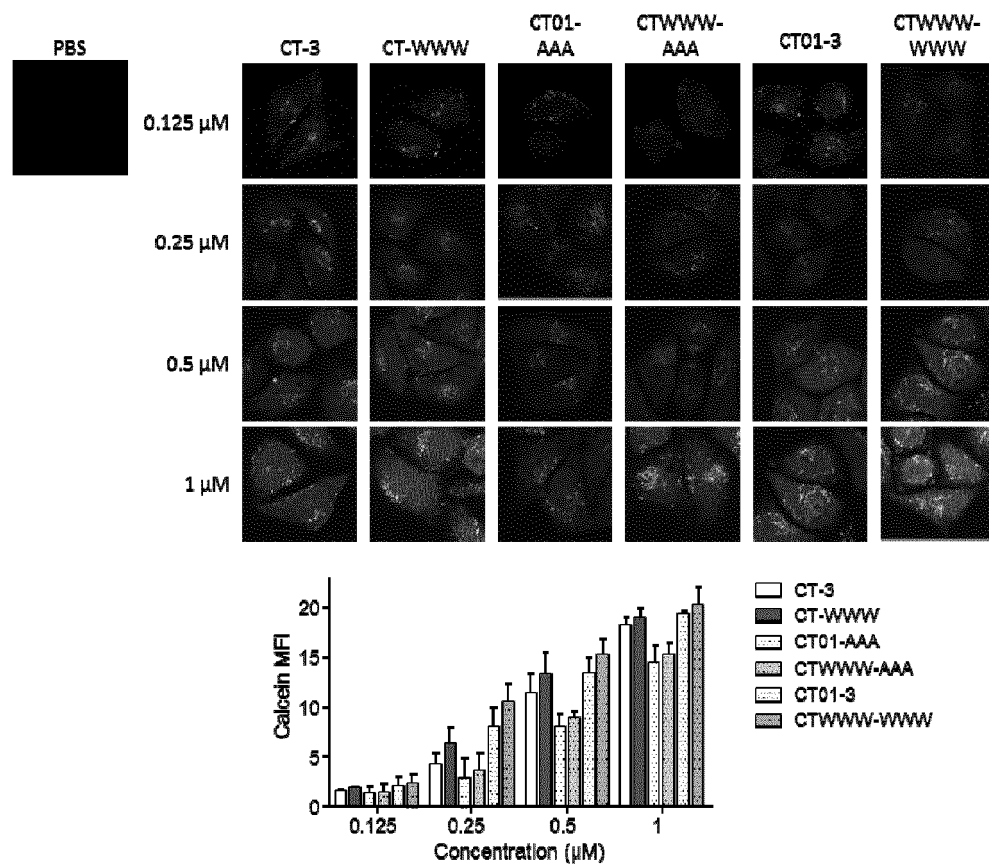 PBS
CT-3
CT-WWW
CT01-
AAA
CTWWW-
AAA
CT01-3
CTWWW-
WWW
0.125 µM
0.25 µM
0.5 µM
1 µM
Calcein MFI
20
15
10
5
0
0.125
0.25
0.5
1
Concentration (µM)
CT-3
CT-WWW
CT01-AAA
CTWWW-AAA
CT01-3
CTWWW-WWW